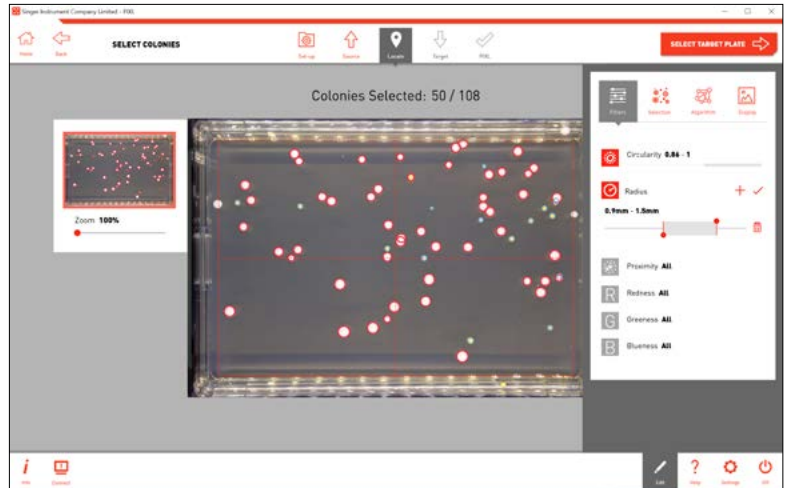 Singer Instrument Company Limited - PIXL
Home
Back
SELECT COLONIES
Set-up
Source
Locate
Target
PIXL
SELECT TARGET PLATE
Colonies Selected: 50 / 108
Zoom 100%
Filters
Selection
Algorithm
Display
Circularity 0.86 - 1
Radius
0.9mm - 1.5mm
Proximity All
R Redness All
G Greeness All
B Blueness All
i
Info
Connect
Lid
?
Help
Settings
Off